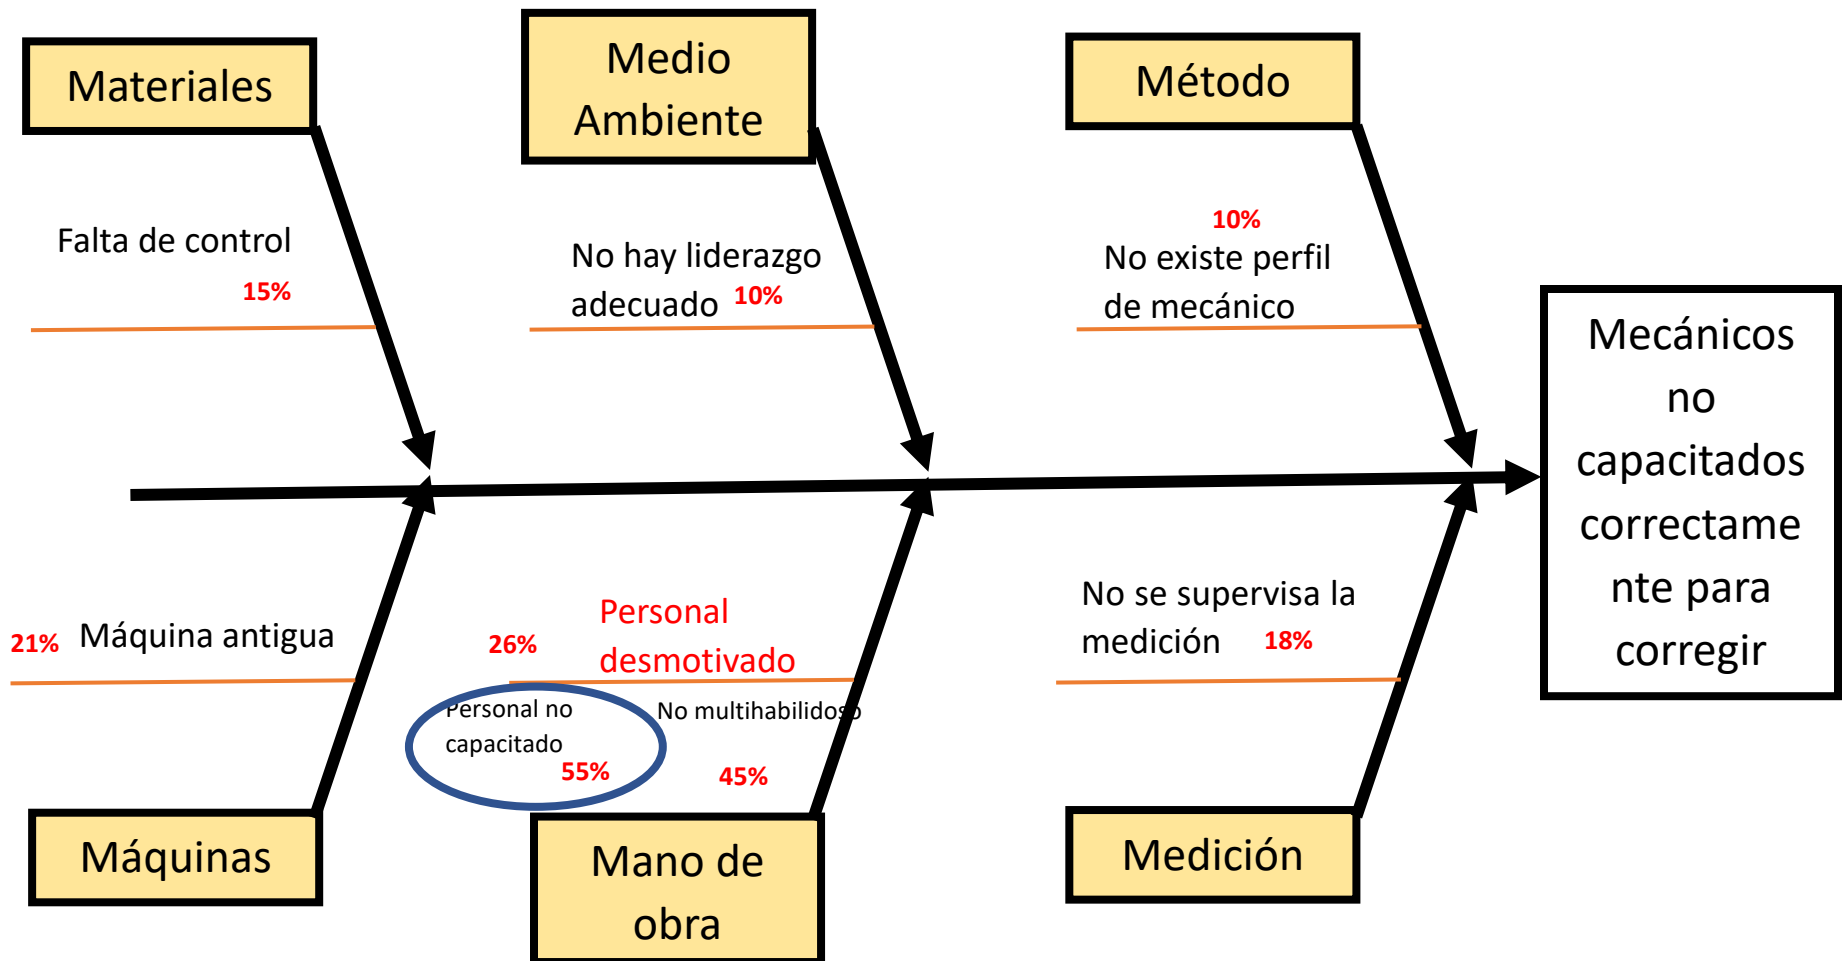 Materiales
Medio
Ambiente
Método
Falta de control
15%
No hay liderazgo
adecuado 10%
10%
No existe perfil
de mecánico
Mecánicos
no
capacitados
correctame
nte para
corregir
21% Máquina antigua
26%
Personal
desmotivado
Personal no
capacitado
55%
No multihabilidoso
45%
No se supervisa la
medición 18%
Máquinas
Mano de
obra
Medición